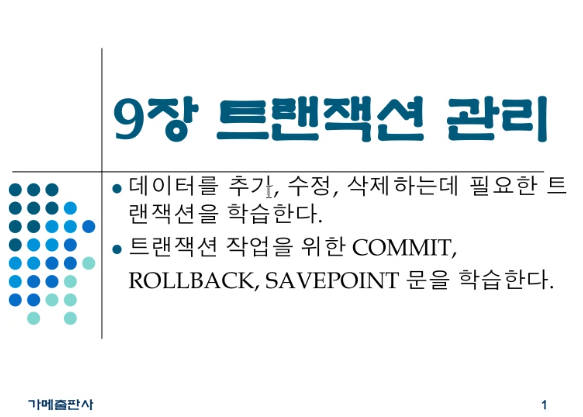 9장 트랜잭션 관리
데이터를 추가, 수정, 삭제하는데 필요한 트
랜잭션을 학습한다.
트랜잭션 작업을 위한 COMMIT,
ROLLBACK, SAVEPOINT 문을 학습한다.
가메출판사
1